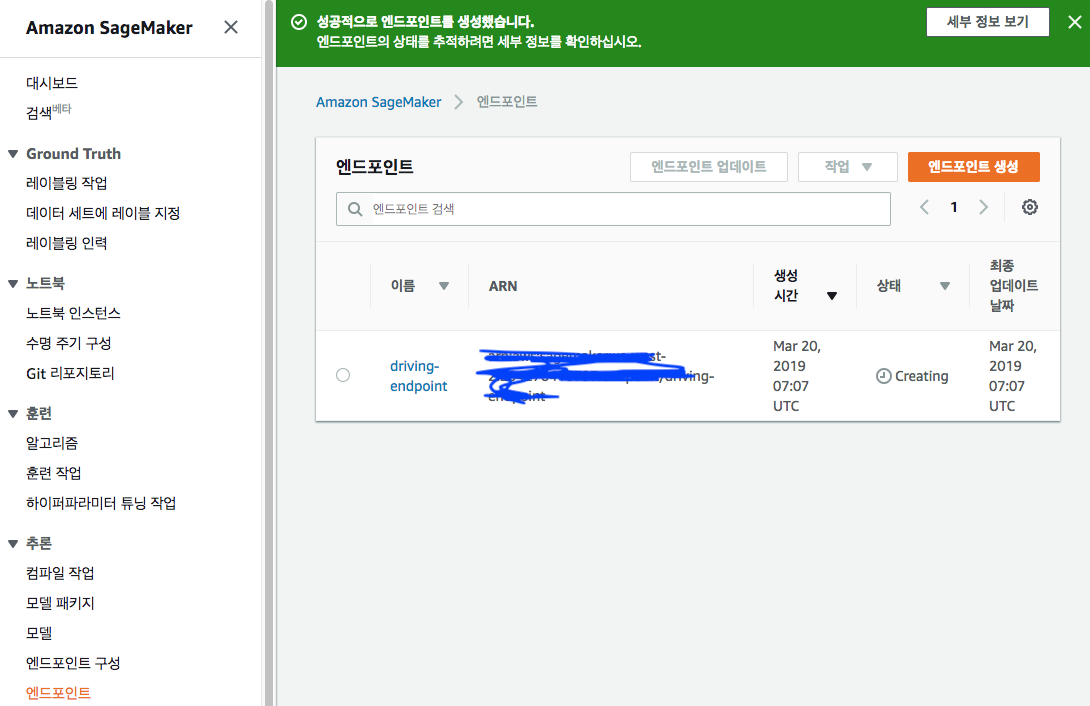 Amazon SageMaker
대시보드
검색베타
Ground Truth
레이블링 작업
데이터 세트에 레이블 지정
레이블링 인력
노트북
노트북 인스턴스
수명 주기 구성
Git 리포지토리
훈련
알고리즘
훈련 작업
하이퍼파라미터 튜닝 작업
추론
컴파일 작업
모델 패키지
모델
엔드포인트 구성
엔드포인트
성공적으로 엔드포인트를 생성했습니다.
엔드포인트의 상태를 추적하려면 세부 정보를 확인하십시오.
세부 정보 보기
Amazon SageMaker
엔드포인트
엔드포인트
엔드포인트 업데이트
작업
엔드포인트 생성
엔드포인트 검색
1
이름
ARN
생성
시간
상태
최종
업데이트
날짜
driving-
endpoint
/driving-
endpoint
Mar 20,
2019
07:07
UTC
Creating
Mar 20,
2019
07:07
UTC